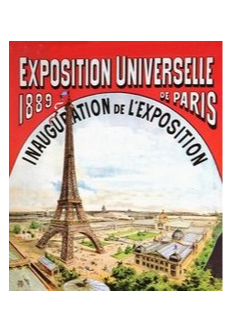 EXPOSITION UNIVERSELLE
1889 DE PARIS
INAUGURATION DE L'EXPOSITION